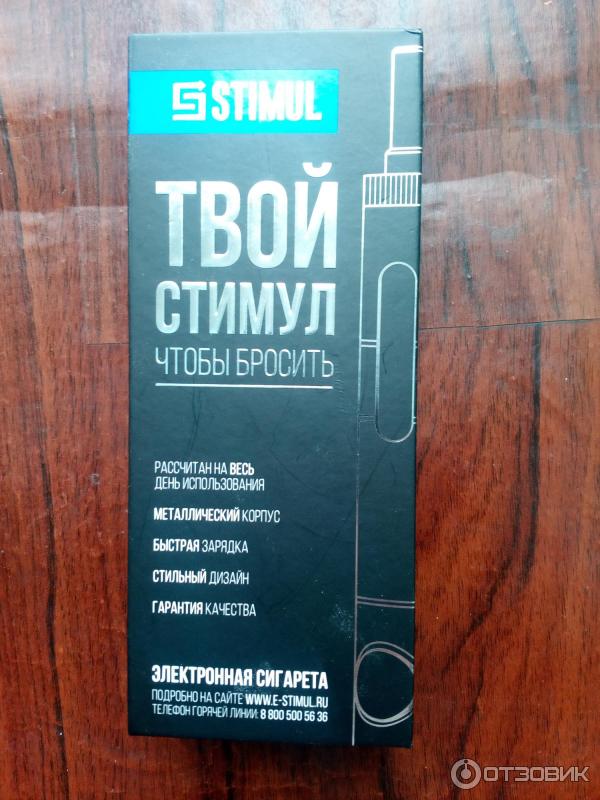 STIMUL
ТВОЙ
СТИМУЛ
ЧТОБЫ БРОСИТЬ
РАССЧИТАН НА ВЕСЬ
ДЕНЬ ИСПОЛЬЗОВАНИЯ
МЕТАЛЛИЧЕСКИЙ КОРПУС
БЫСТРАЯ ЗАРЯДКА
СТИЛЬНЫЙ ДИЗАЙН
ГАРАНТИЯ КАЧЕСТВА
ЭЛЕКТРОННАЯ СИГАРЕТА
ПОДРОБНО НА САЙТЕ WWW.E-STIMUL.RU
ТЕЛЕФОН ГОРЯЧЕЙ ЛИНИИ: 8 800 500 56 36
ОТЗОВИК